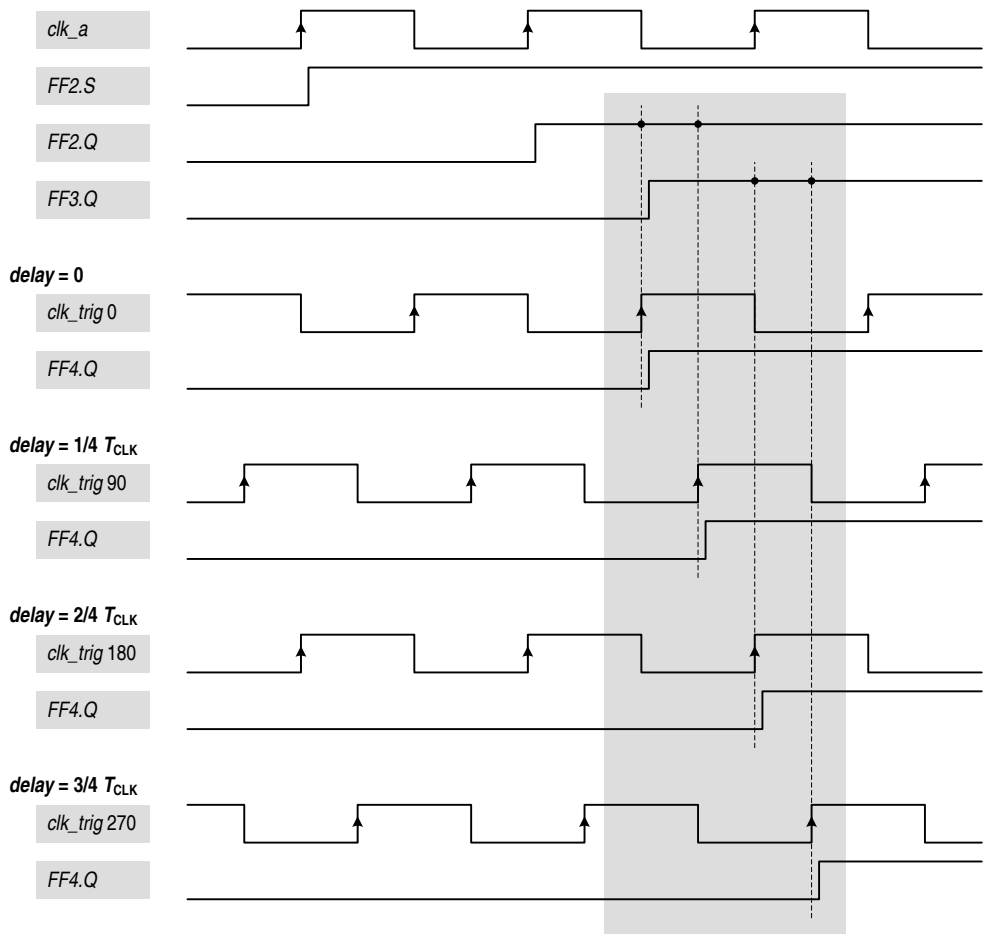 clk_a
FF2.S
FF2.Q
FF3.Q
delay = 0
clk_trig 0
FF4.Q
delay = 1/4 TCLK
clk_trig 90
FF4.Q
delay = 2/4 TCLK
clk_trig 180
FF4.Q
delay = 3/4 TCLK
clk_trig 270
FF4.Q